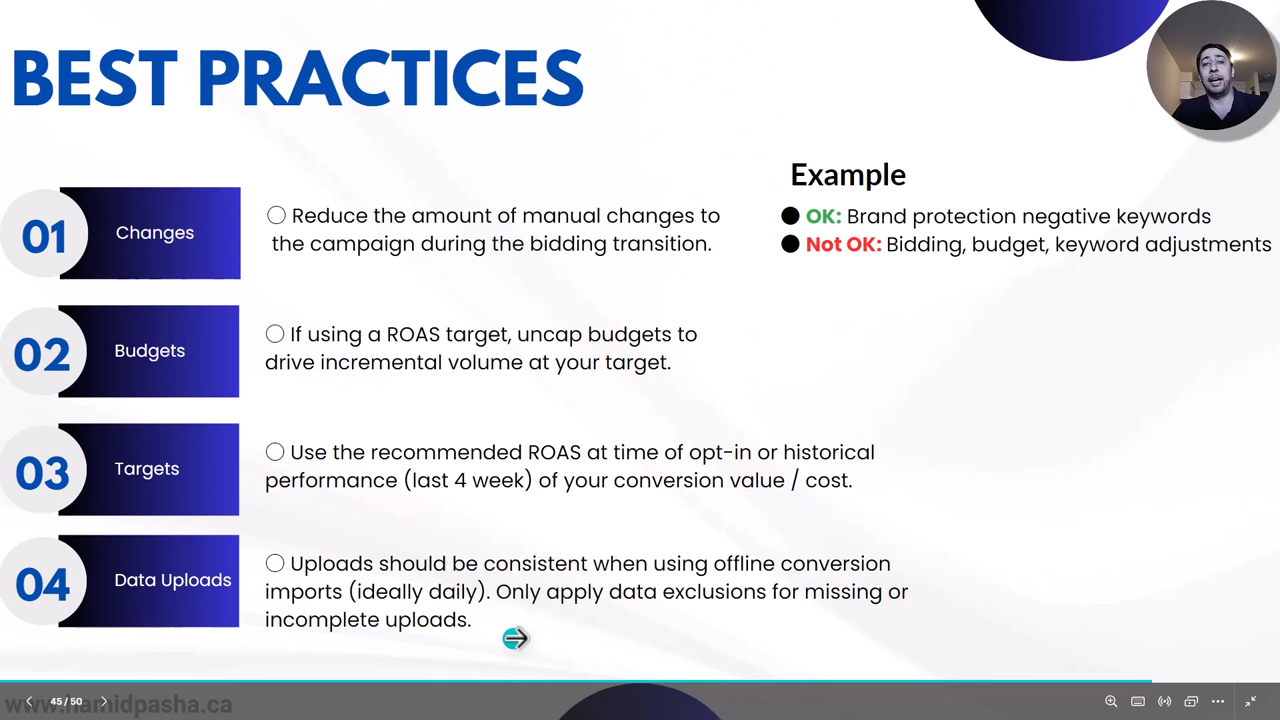 BEST PRACTICES
Example
01
Changes
○ Reduce the amount of manual changes to
the campaign during the bidding transition.
● OK: Brand protection negative keywords
● Not OK: Bidding, budget, keyword adjustments
02
Budgets
○ If using a ROAS target, uncap budgets to
drive incremental volume at your target.
03
Targets
○ Use the recommended ROAS at time of opt-in or historical
performance (last 4 week) of your conversion value / cost.
04
Data Uploads
○ Uploads should be consistent when using offline conversion
imports (ideally daily). Only apply data exclusions for missing or
incomplete uploads.
www.hamidpasha.ca
45 / 50